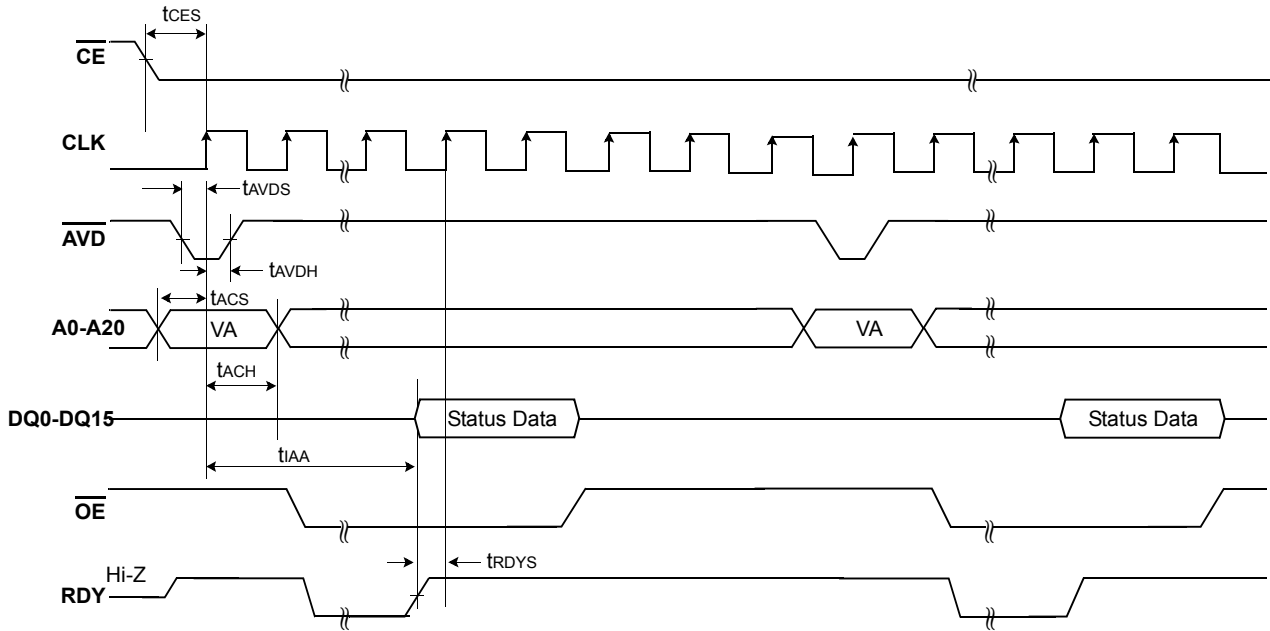 tCES
CE
CLK
tAVDS
AVD
tAVDH
tACS
A0-A20
VA
VA
tACH
DQ0-DQ15
Status Data
Status Data
tIAA
OE
tRDYS
Hi-Z
RDY